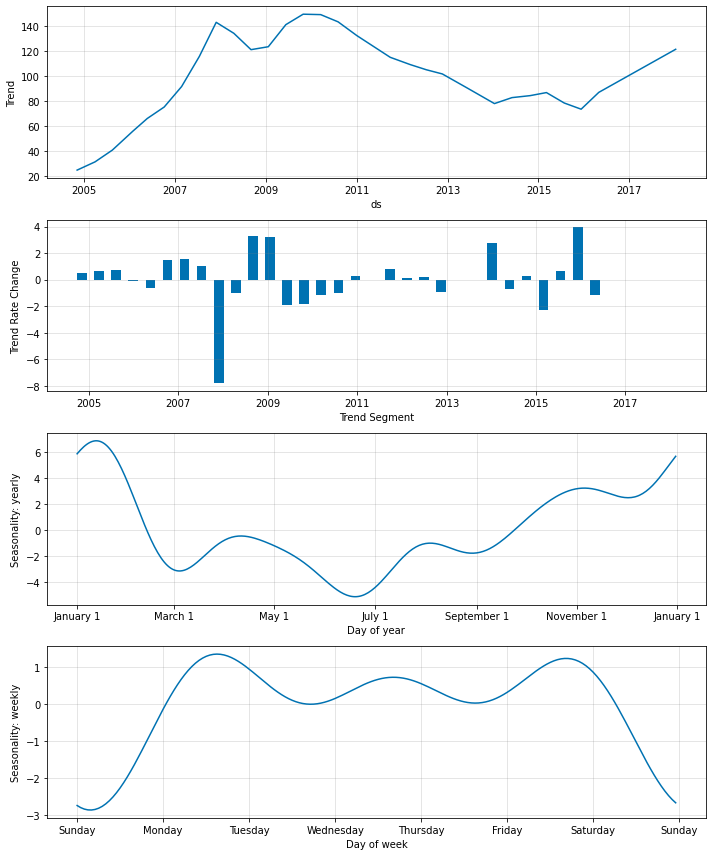 140
120
100
80
60
40
20
Trend
2005 2007 2009 2011 2013 2015 2017
ds
4
2
0
−2
−4
−6
−8
Trend Rate Change
2005 2007 2009 2011 2013 2015 2017
Trend Segment
6
4
2
0
−2
−4
Seasonality: yearly
January 1 March 1 May 1 July 1 September 1 November 1 January 1
Day of year
1
0
−1
−2
−3
Seasonality: weekly
Sunday Monday Tuesday Wednesday Thursday Friday Saturday Sunday
Day of week